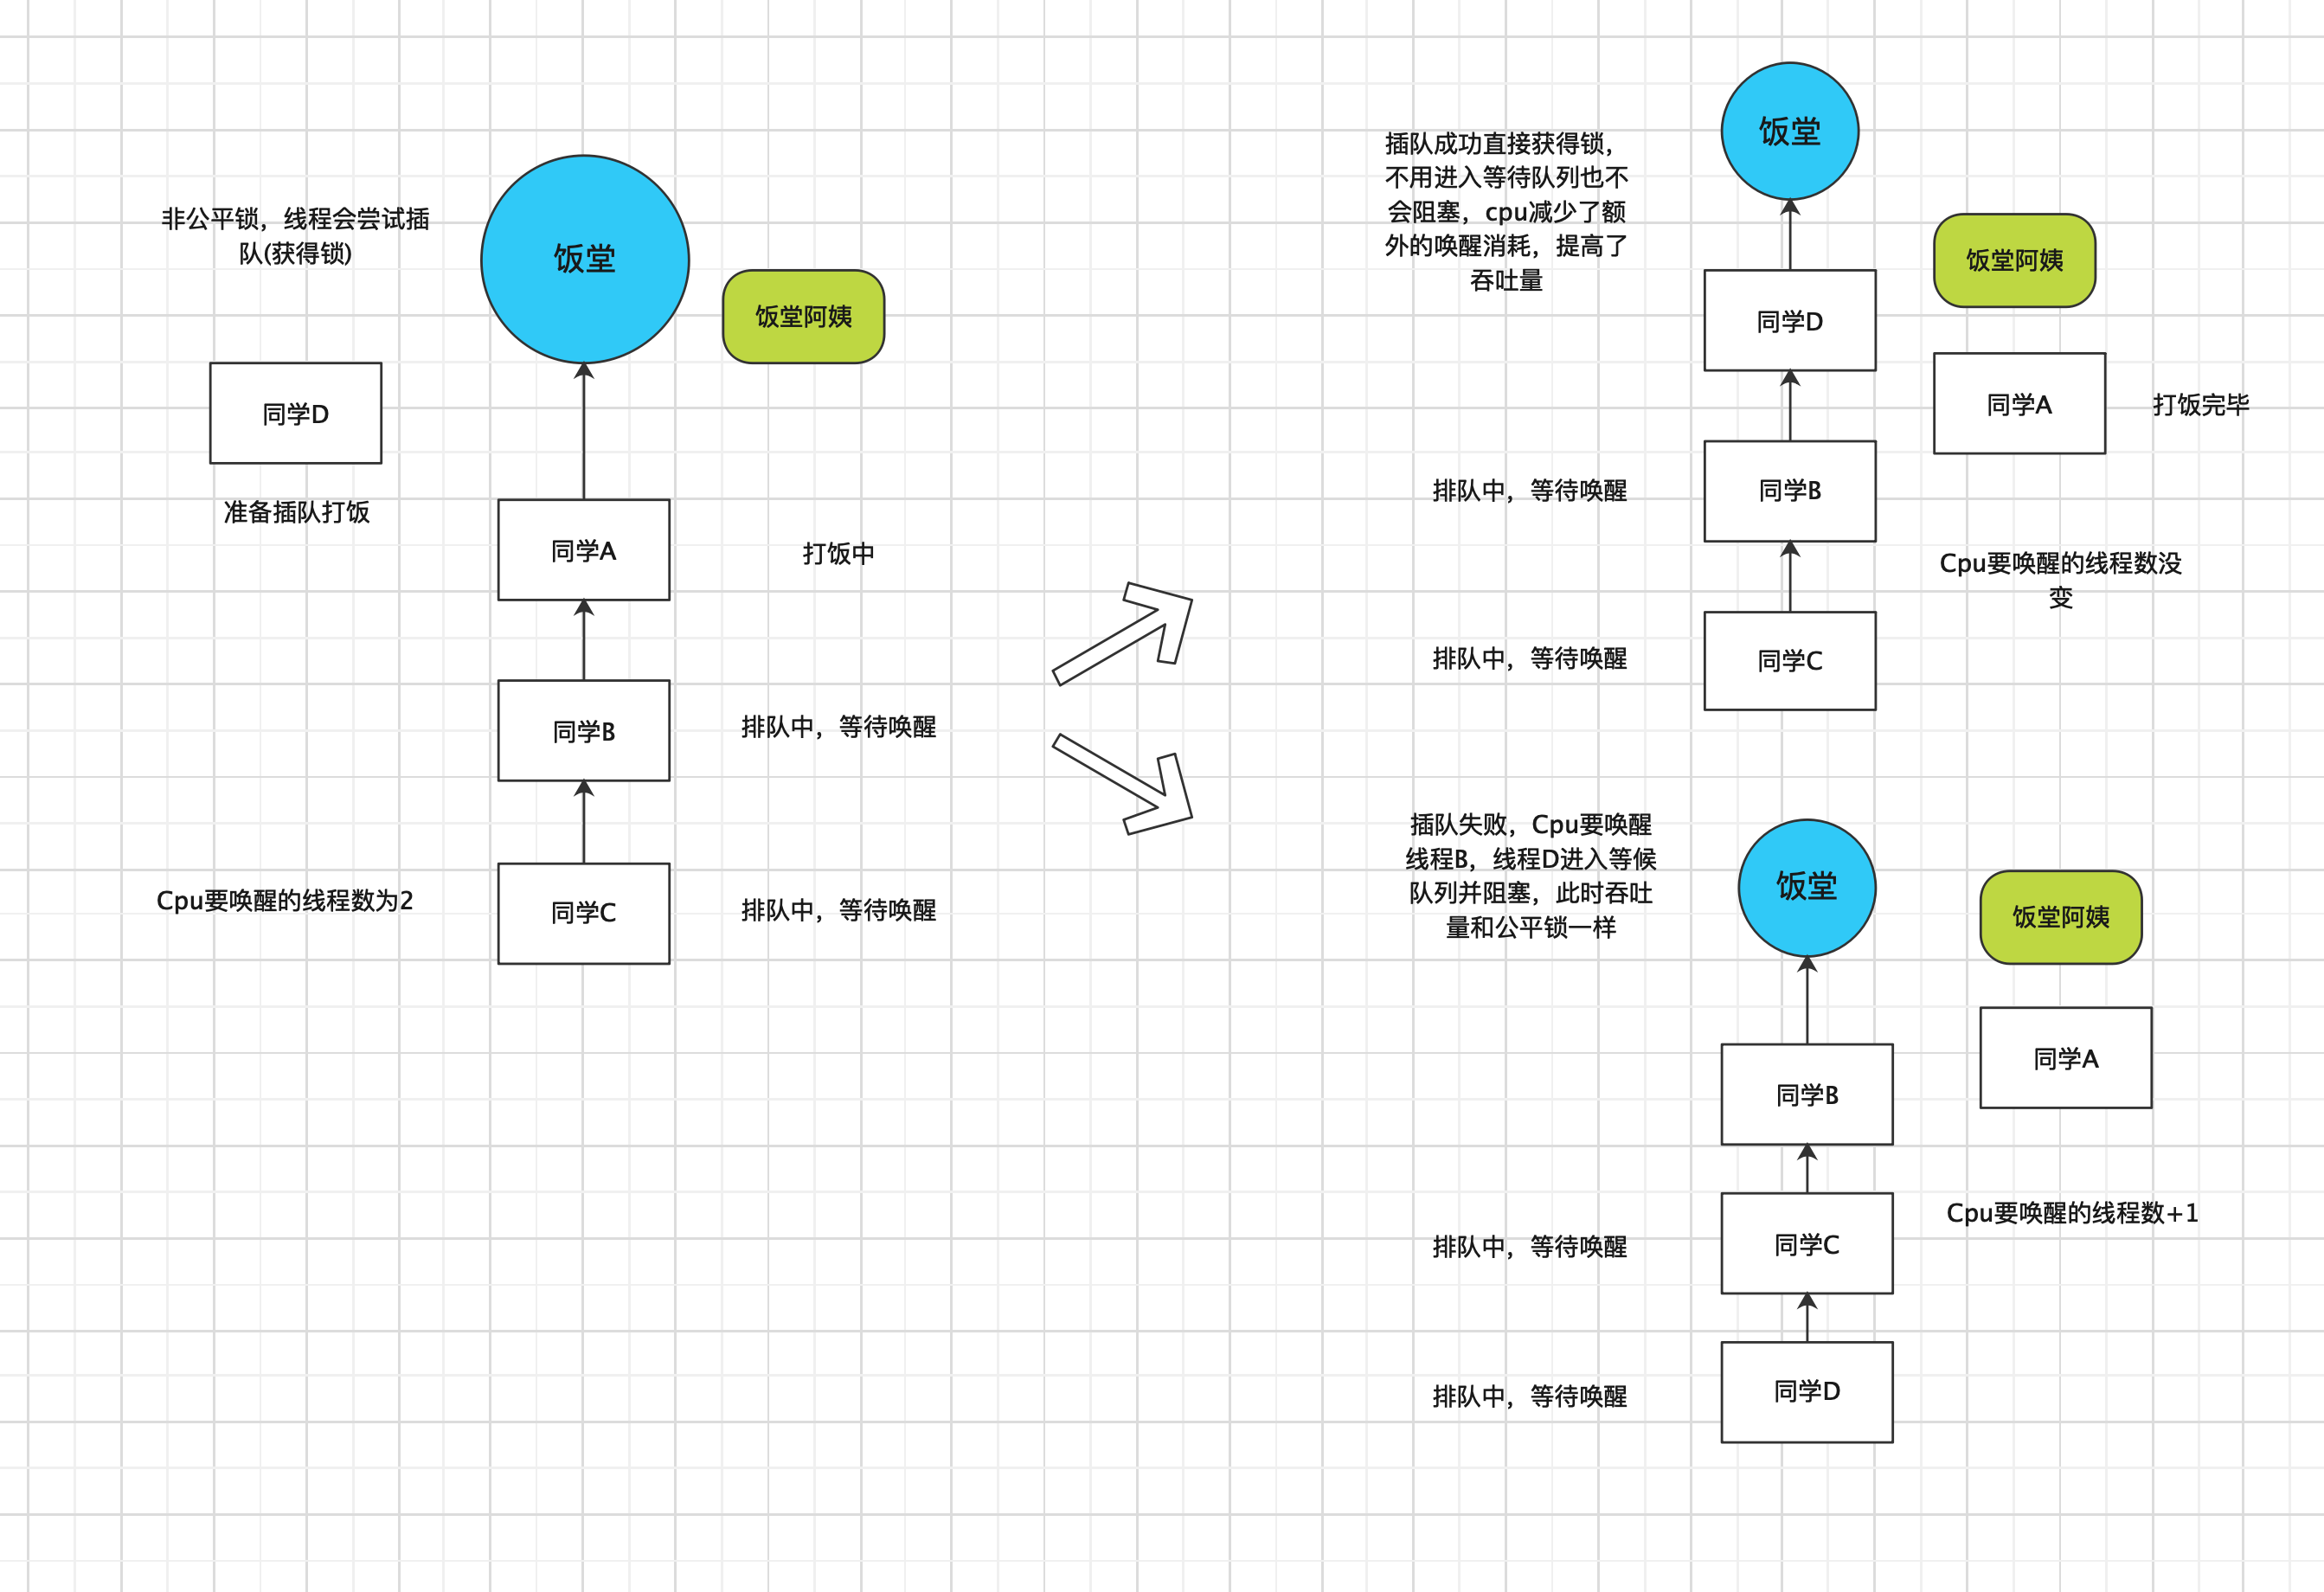 非公平锁，线程会尝试插
队(获得锁)
饭堂
饭堂阿姨
同学D
准备插队打饭
同学A
打饭中
同学B
排队中，等待唤醒
Cpu要唤醒的线程数为2
同学C
排队中，等待唤醒
插队成功直接获得锁，
不用进入等待队列也不
会阻塞，cpu减少了额
外的唤醒消耗，提高了
吞吐量
饭堂
饭堂阿姨
同学D
同学A
打饭完毕
排队中，等待唤醒
同学B
Cpu要唤醒的线程数没
变
排队中，等待唤醒
同学C
插队失败，Cpu要唤醒
线程B，线程D进入等候
队列并阻塞，此时吞吐
量和公平锁一样
饭堂
饭堂阿姨
同学A
同学B
Cpu要唤醒的线程数+1
排队中，等待唤醒
同学C
排队中，等待唤醒
同学D